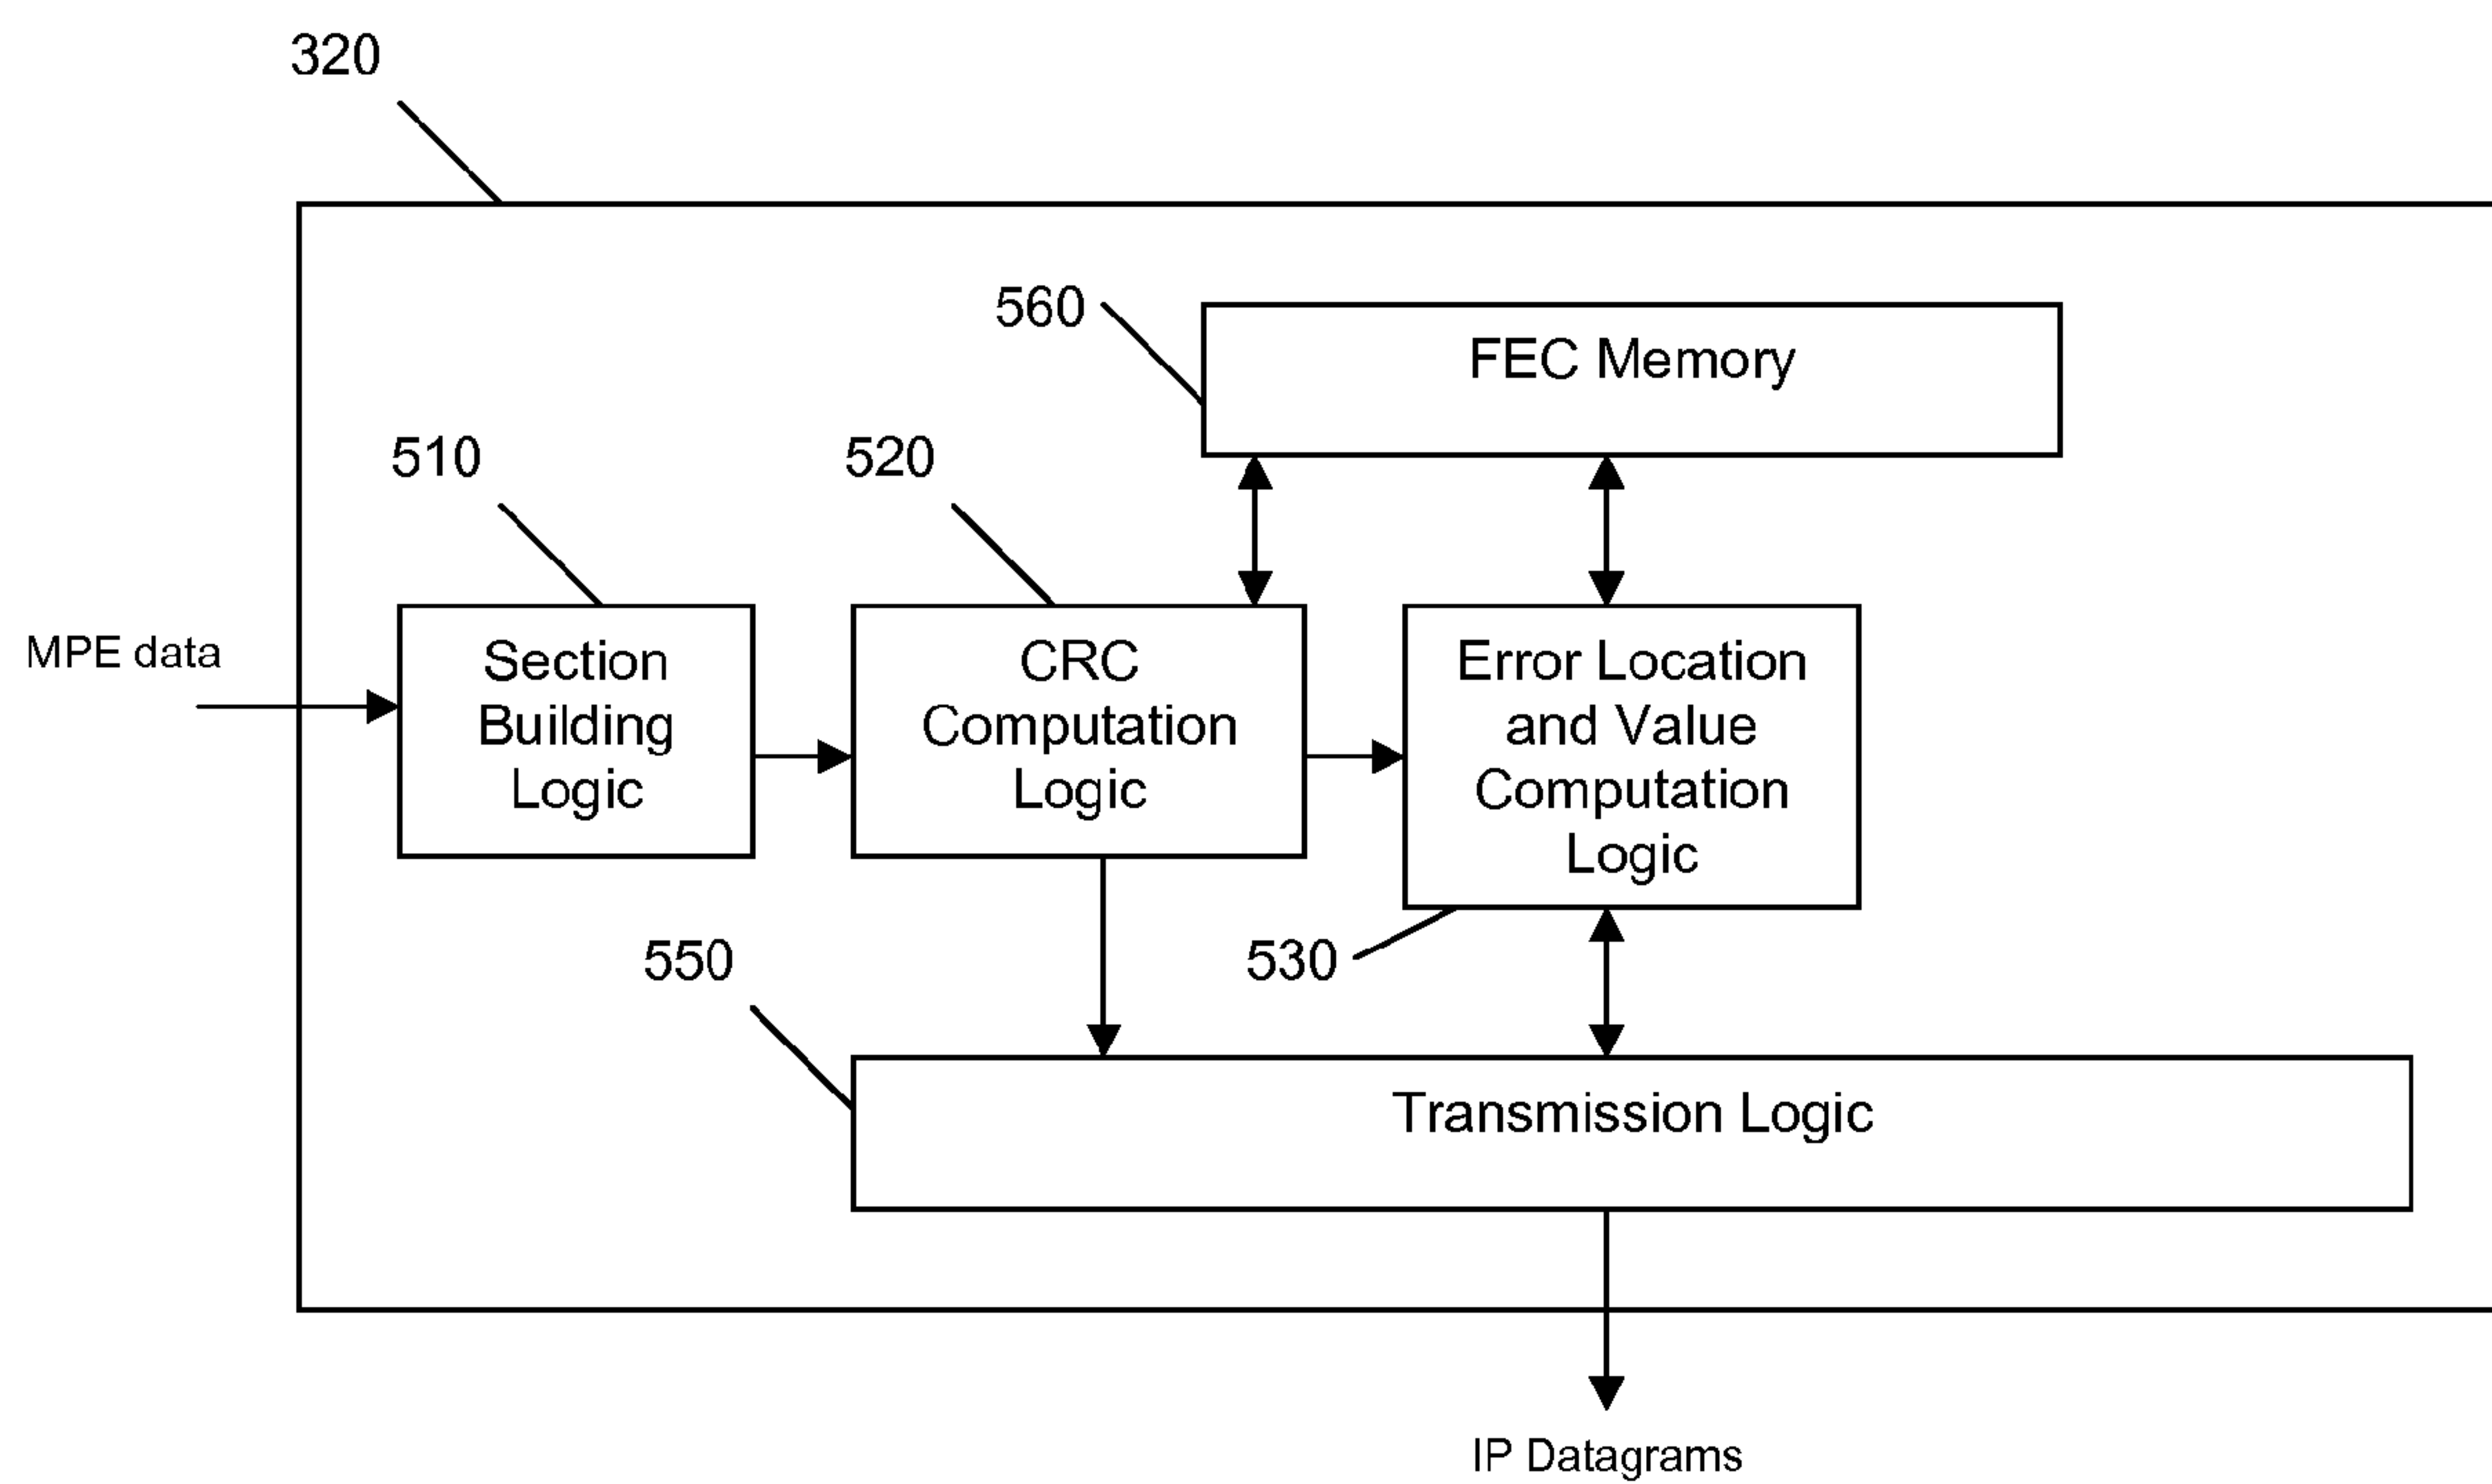 320
560
FEC Memory
510
520
MPE data
Section
Building
Logic
CRC
Computation
Logic
Error Location
and Value
Computation
Logic
550
530
Transmission Logic
IP Datagrams